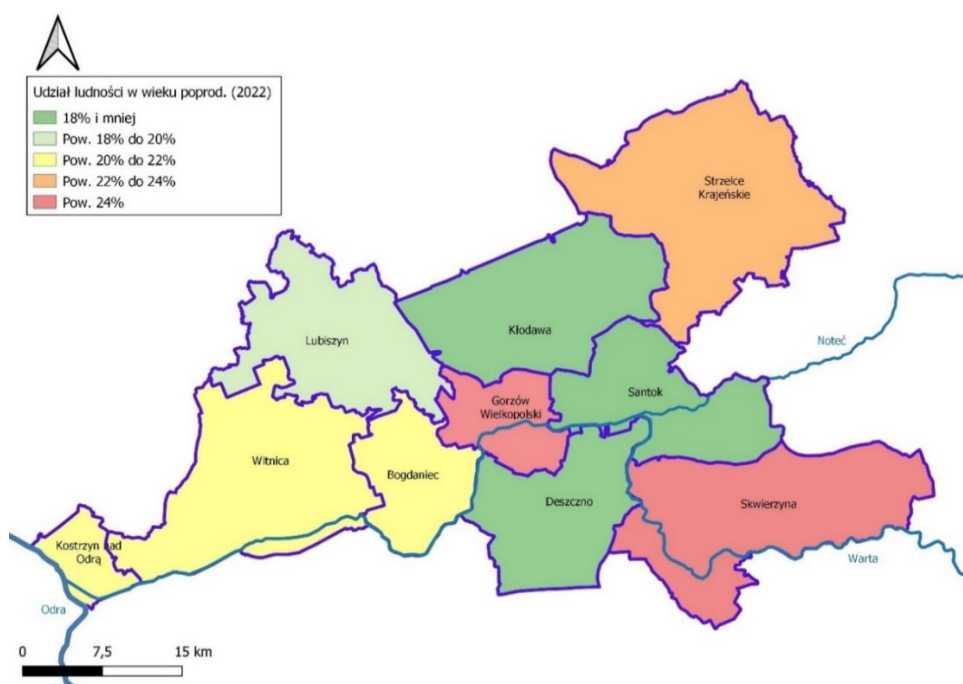 Udział ludności w wieku poprod. (2022)
18% i mniej
Pow. 18% do 20%
Pow. 20% do 22%
Pow. 22% do 24%
Pow. 24%
Strzelce
Krajeńskie
Kłodawa
Lubiszyn
Noteć
Santok
Gorzów
Wielkopolski
Witnica
Bogdaniec
Deszczno
Skwierzyna
Kostrzyn nad
Odrą
Warta
Odra
0 7,5 15 km